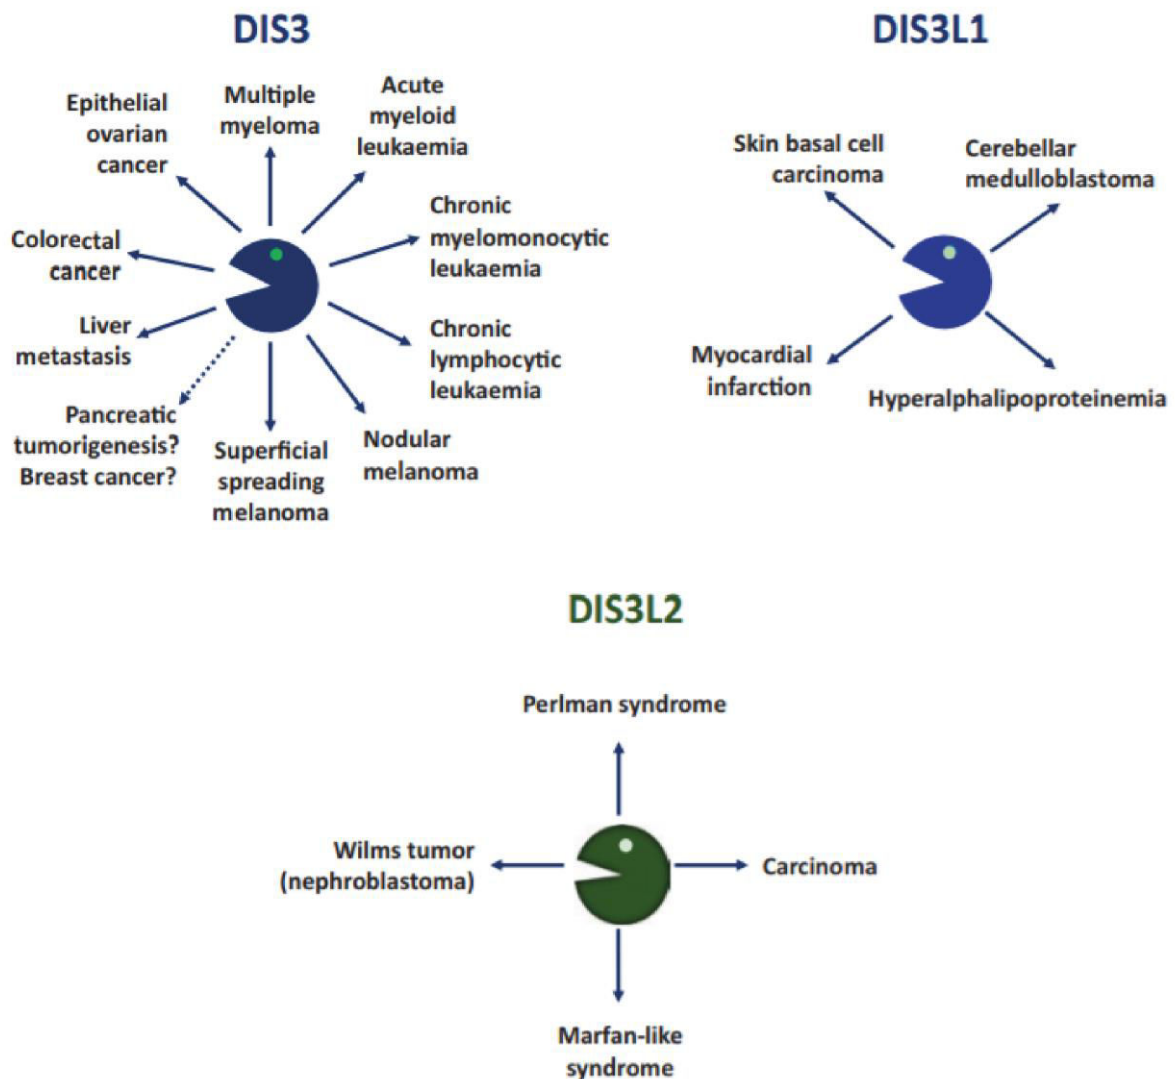 DIS3
Epithelial
ovarian
cancer
Multiple
myeloma
Acute
myeloid
leukaemia
Chronic
myelomonocytic
leukaemia
Chronic
lymphocytic
leukaemia
Nodular
melanoma
Superficial
spreading
melanoma
Pancreatic
tumorigenesis?
Breast cancer?
Liver
metastasis
Colorectal
cancer
DIS3L1
Skin basal cell
carcinoma
Cerebellar
medulloblastoma
Myocardial
infarction
Hyperalphalipoproteinemia
DIS3L2
Perlman syndrome
Wilms tumor
(nephroblastoma)
Carcinoma
Marfan-like
syndrome